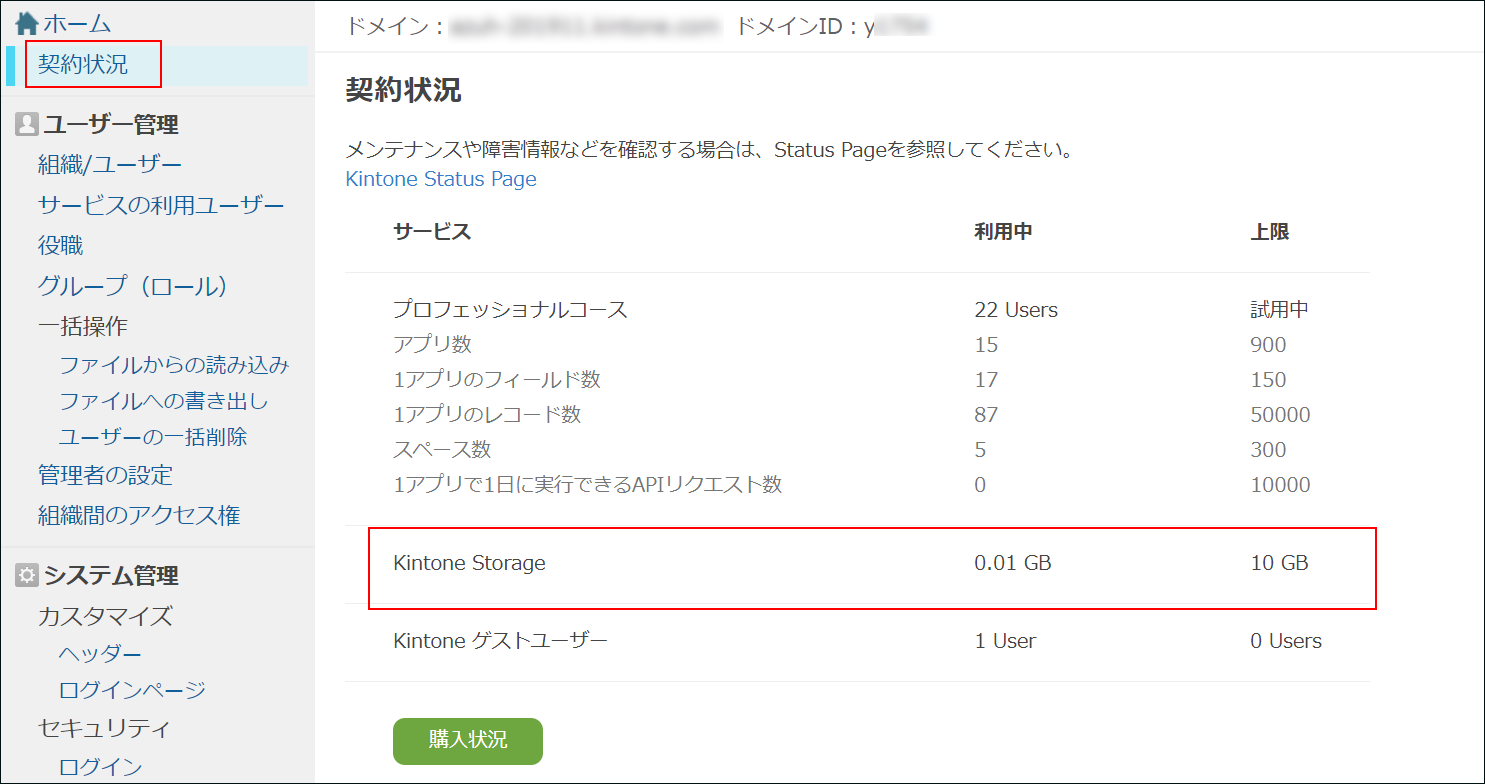 ホーム
契約状況
ユーザー管理
組織/ユーザー
サービスの利用ユーザー
役職
グループ（ロール）
一括操作
ファイルからの読み込み
ファイルへの書き出し
ユーザーの一括削除
管理者の設定
組織間のアクセス権
システム管理
カスタマイズ
ヘッダー
ログインページ
セキュリティ
ログイン
ドメイン： ドメインID：y
契約状況
メンテナンスや障害情報などを確認する場合は、Status Pageを参照してください。
Kintone Status Page
サービス 利用中 上限
プロフェッショナルコース 22 Users 試用中
アプリ数 15 900
1アプリのフィールド数 17 150
1アプリのレコード数 87 50000
スペース数 5 300
1アプリで1日に実行できるAPIリクエスト数 0 10000
Kintone Storage 0.01 GB 10 GB
Kintone ゲストユーザー 1 User 0 Users
購入状況